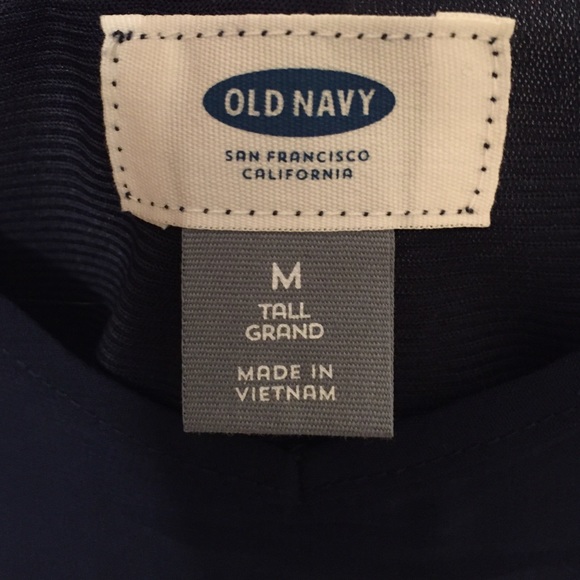 OLD NAVY
SAN FRANCISCO
CALIFORNIA
M
TALL
GRAND
MADE IN
VIETNAM